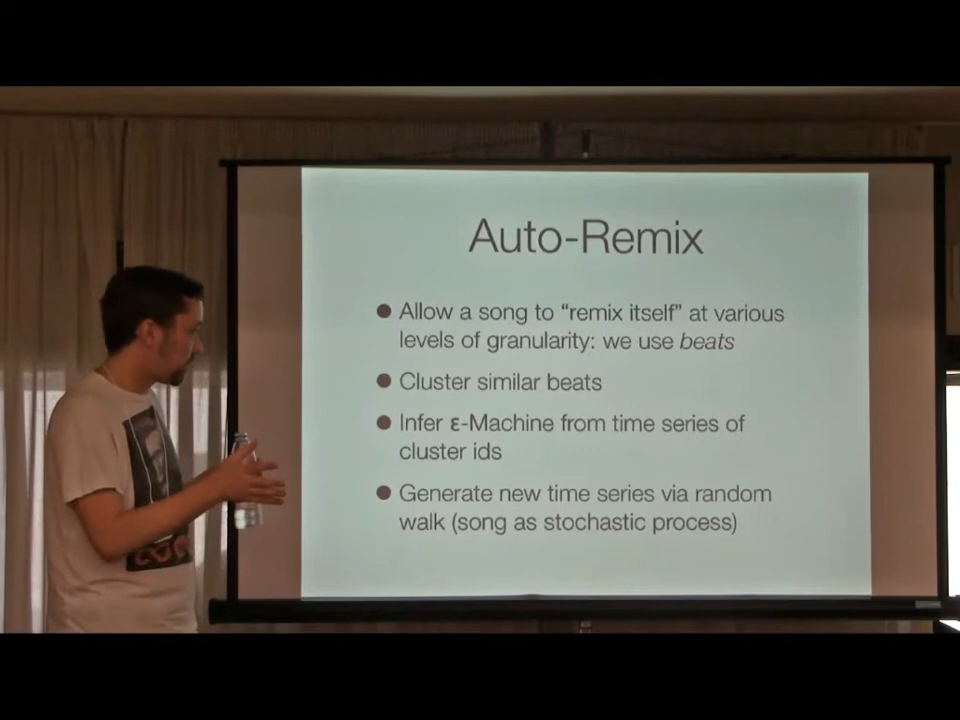 Auto-Remix
● Allow a song to “remix itself” at various
levels of granularity: we use beats
● Cluster similar beats
● Infer ε-Machine from time series of
cluster ids
● Generate new time series via random
walk (song as stochastic process)